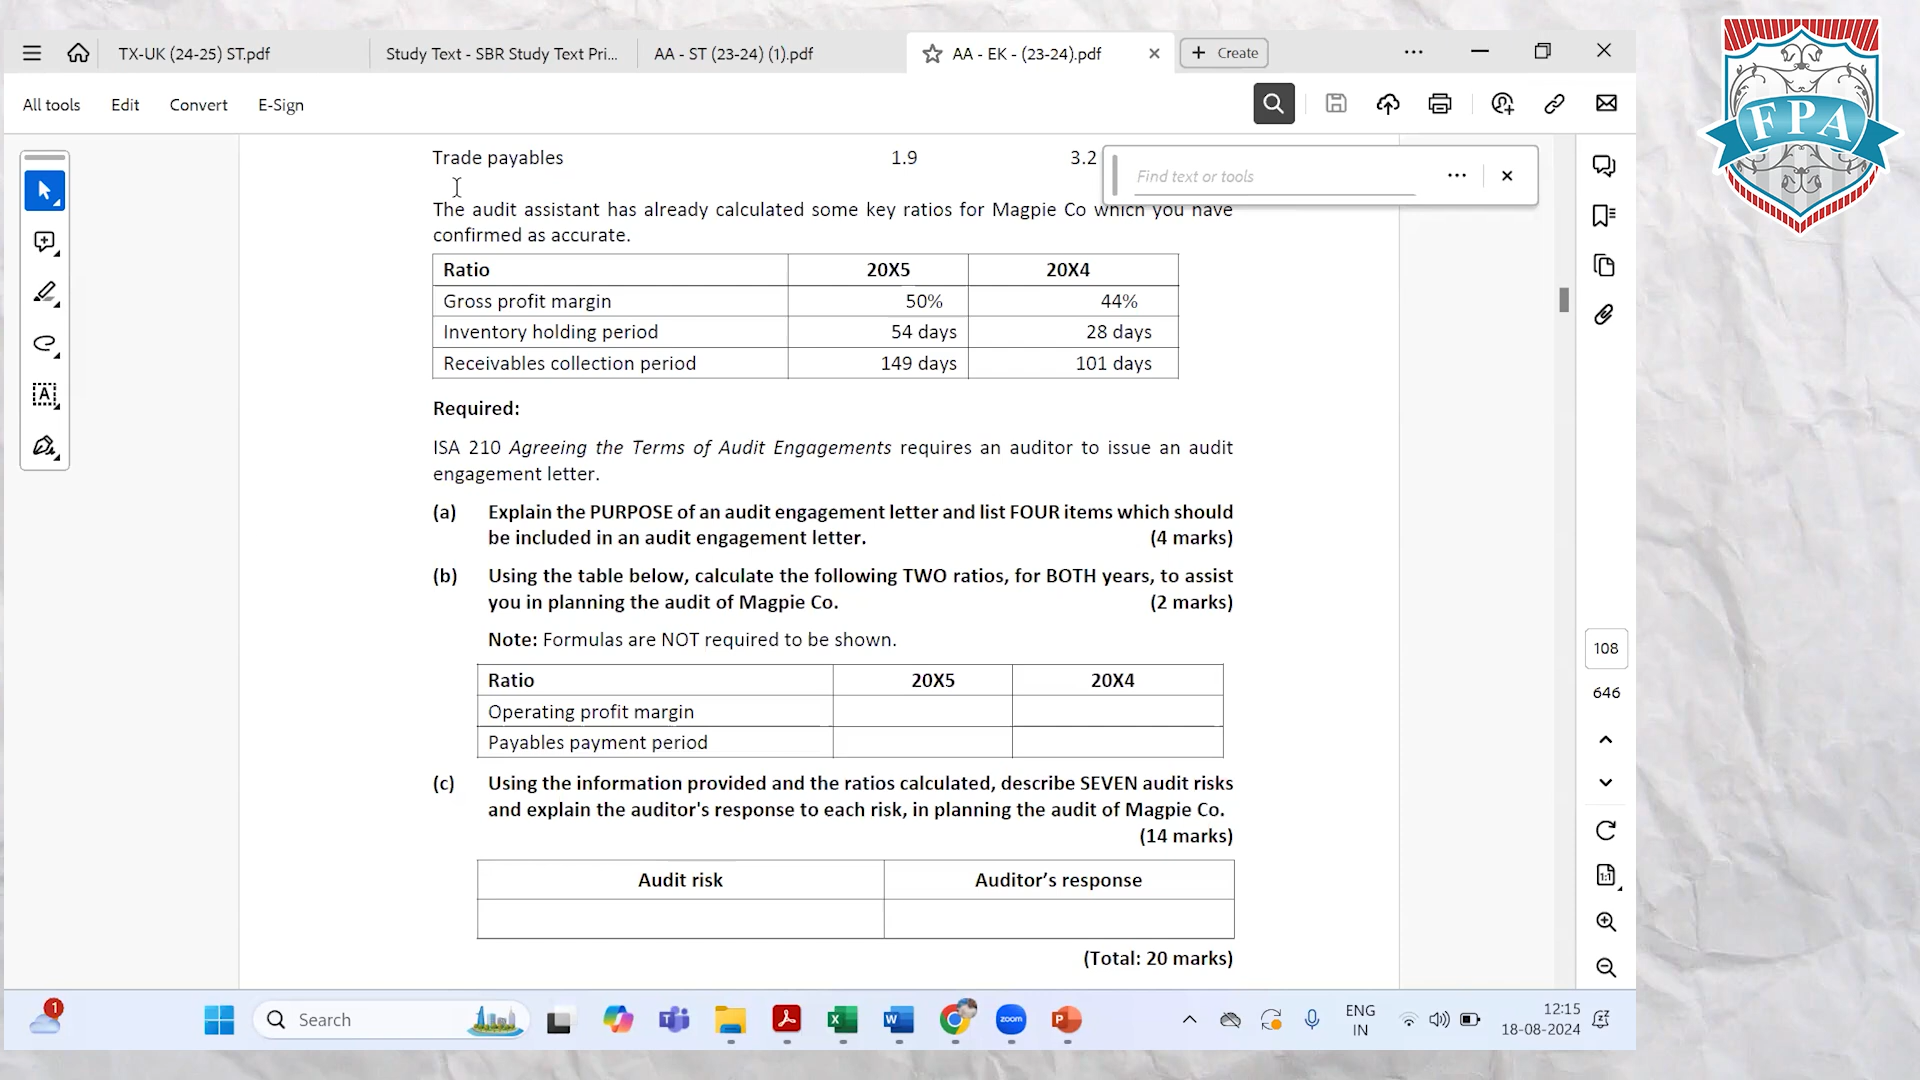 TX-UK (24-25) ST.pdf
Study Text - SBR Study Text Pri...
AA - ST (23-24) (1).pdf
AA - EK - (23-24).pdf
+ Create
All tools
Edit
Convert
E-Sign
Find text or tools
Trade payables 1.9 3.2
The audit assistant has already calculated some key ratios for Magpie Co which you have
confirmed as accurate.
Ratio 20X5 20X4
Gross profit margin 50% 44%
Inventory holding period 54 days 28 days
Receivables collection period 149 days 101 days
Required:
ISA 210 Agreeing the Terms of Audit Engagements requires an auditor to issue an audit
engagement letter.
(a) Explain the PURPOSE of an audit engagement letter and list FOUR items which should
be included in an audit engagement letter. (4 marks)
(b) Using the table below, calculate the following TWO ratios, for BOTH years, to assist
you in planning the audit of Magpie Co. (2 marks)
Note: Formulas are NOT required to be shown.
Ratio 20X5 20X4
Operating profit margin
Payables payment period
(c) Using the information provided and the ratios calculated, describe SEVEN audit risks
and explain the auditor's response to each risk, in planning the audit of Magpie Co.
(14 marks)
Audit risk Auditor’s response
(Total: 20 marks)
108
646
1:1
FPA
1
Search
zoom
ENG
IN
12:15
18-08-2024